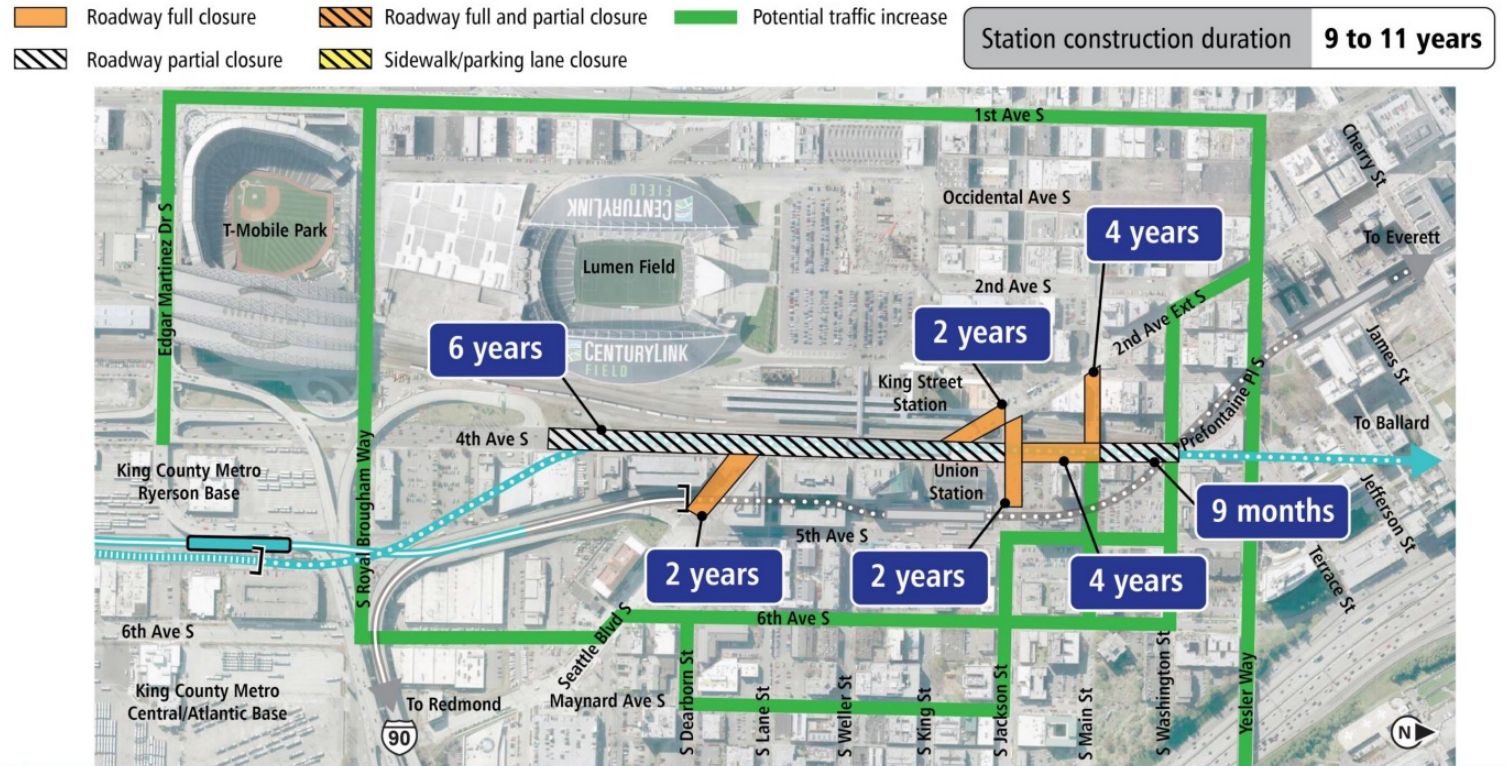 Roadway full closure
Roadway full and partial closure
Potential traffic increase
Roadway partial closure
Sidewalk/parking lane closure
Station construction duration
9 to 11 years
1st Ave S
Cherry St
Edgar Martinez Dr S
T-Mobile Park
CENTURYLINK
FIELD
Occidental Ave S
4 years
To Everett
Lumen Field
2nd Ave S
2nd Ave Ext S
6 years
2 years
CENTURYLINK
FIELD
James St
King Street
Station
Prefontaine Pl S
To Ballard
4th Ave S
S Royal Brougham Way
King County Metro
Ryerson Base
Union
Station
Jefferson St
9 months
5th Ave S
2 years
2 years
4 years
Terrace St
6th Ave S
Seattle Blvd S
6th Ave S
King County Metro
Central/Atlantic Base
To Redmond
90
Maynard Ave S
S Dearborn St
S Lane St
S Weller St
S King St
S Jackson St
S Main St
S Washington St
Yesler Way
N